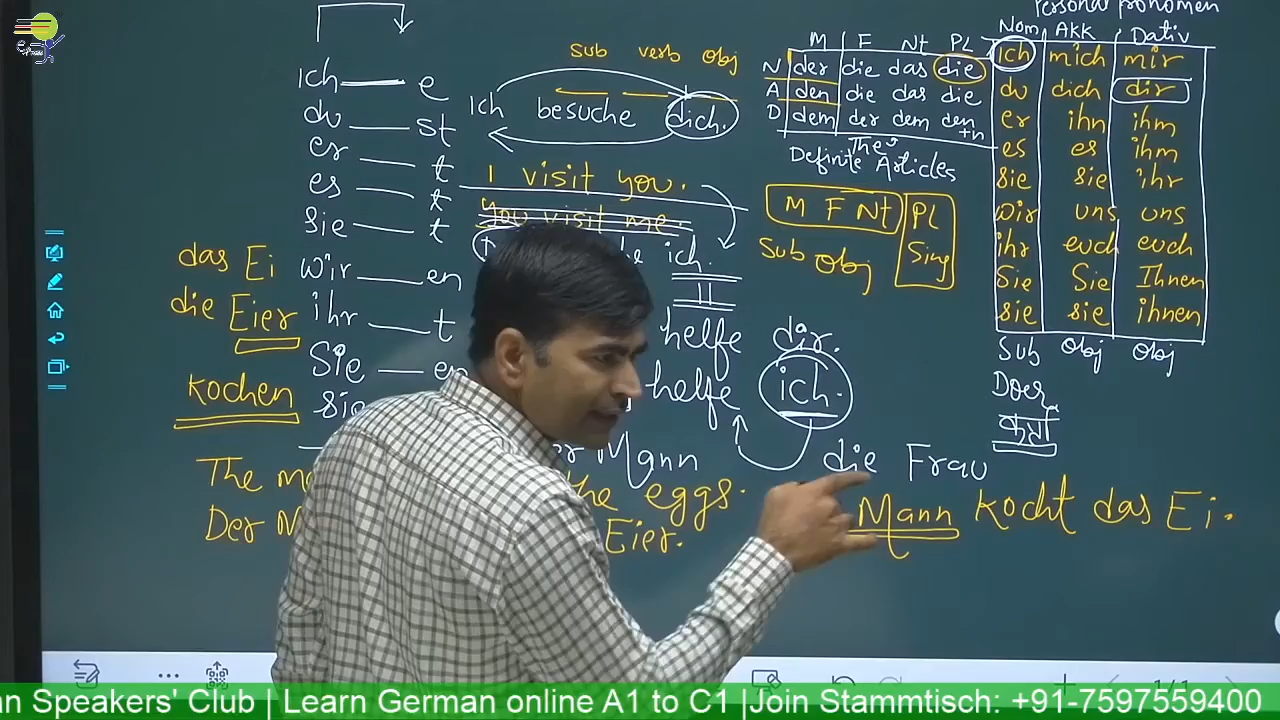 ich e
du st
er t
es t
sie t
wir en
ihr t
Sie en
sie
sub verb obj
Ich besuche dich.
I visit you.
You visit me.
ich.
helfe dir.
helfe ich.
Mann
die Frau
das Ei
die Eier
kochen
the eggs.
Eier.
Mann kocht das Ei.
M F Nt PL
N der die das die
A den die das die
D dem der dem den
+n
The
Definite Articles
M F Nt PL
Sub Obj Sing
Personal pronomen
Nom Akk Dativ
ich mich mir
du dich dir
er ihn ihm
es es ihm
sie sie ihr
wir uns uns
ihr euch euch
Sie Sie Ihnen
sie sie ihnen
Sub Obj Obj
Doer
कर्ता
1/1
n Speakers' Club | Learn German online A1 to C1 |Join Stammtisch: +91-7597559400